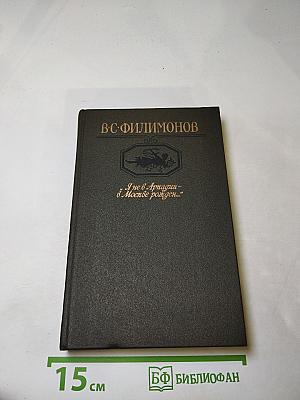 В·С·ФИЛИМОНОВ
„Я не в Аркадии –
в Москве рожден...“
15 см
БФ БИБЛИОФАН